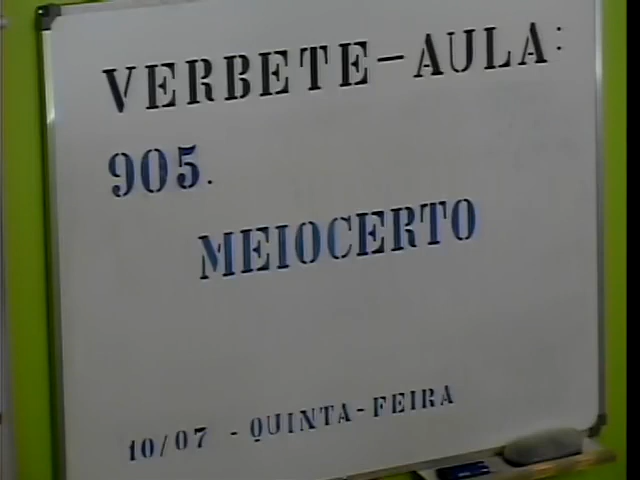 VERBETE-AULA:
905.
MEIOCERTO
10/07 - QUINTA-FEIRA